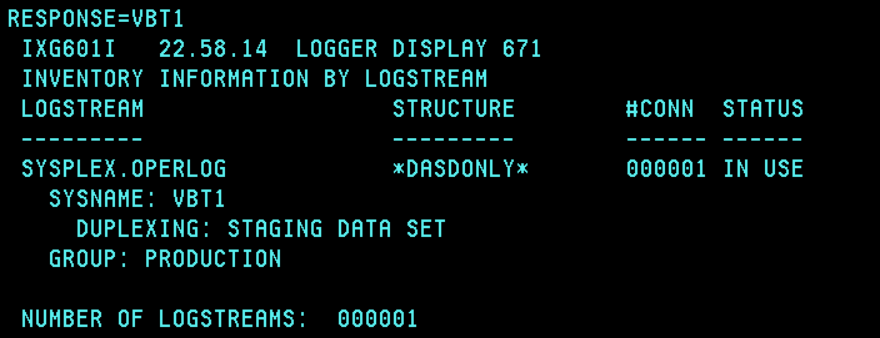 RESPONSE=VBT1
IXG601I   22.58.14  LOGGER DISPLAY 671
INVENTORY INFORMATION BY LOGSTREAM
LOGSTREAM                  STRUCTURE        #CONN  STATUS
---------                  ---------        ------ ------
SYSPLEX.OPERLOG            *DASDONLY*       000001 IN USE
SYSNAME: VBT1
DUPLEXING: STAGING DATA SET
GROUP: PRODUCTION
NUMBER OF LOGSTREAMS:  000001